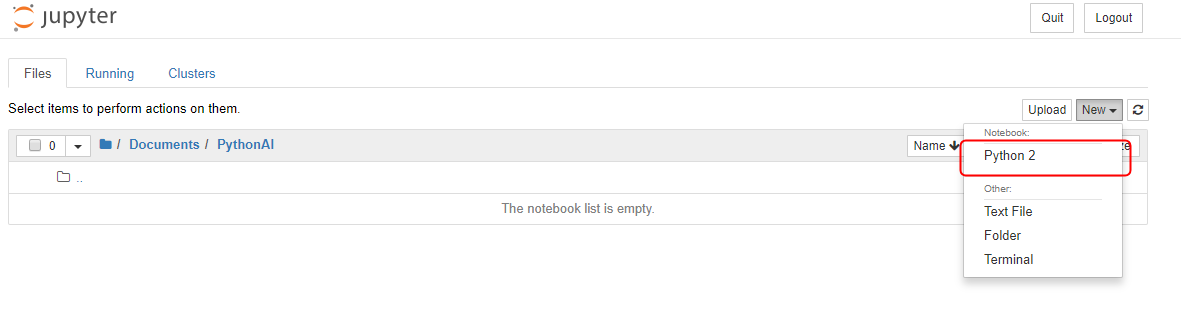 jupyter
Quit Logout
Files Running Clusters
Select items to perform actions on them.
Upload New
Notebook:
0 / Documents / PythonAI Name
Python 2
..
Other:
The notebook list is empty. Text File
Folder
Terminal